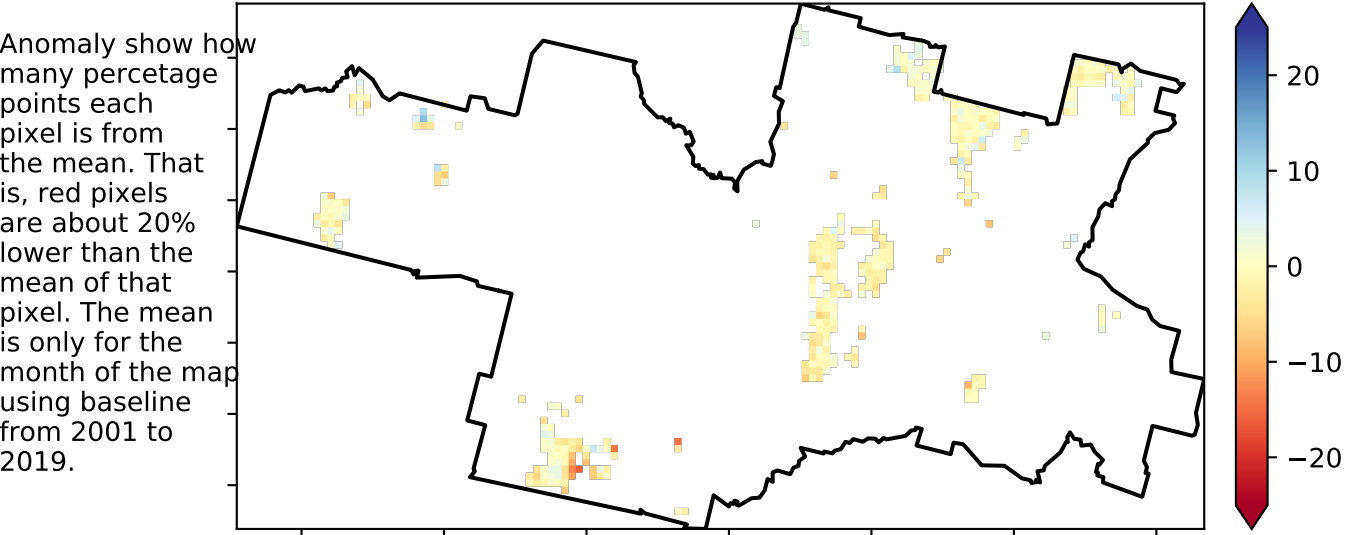 Anomaly show how
many percetage
points each
pixel is from
the mean. That
is, red pixels
are about 20%
lower than the
mean of that
pixel. The mean
is only for the
month of the map
using baseline
from 2001 to
2019.
20
10
0
−10
−20